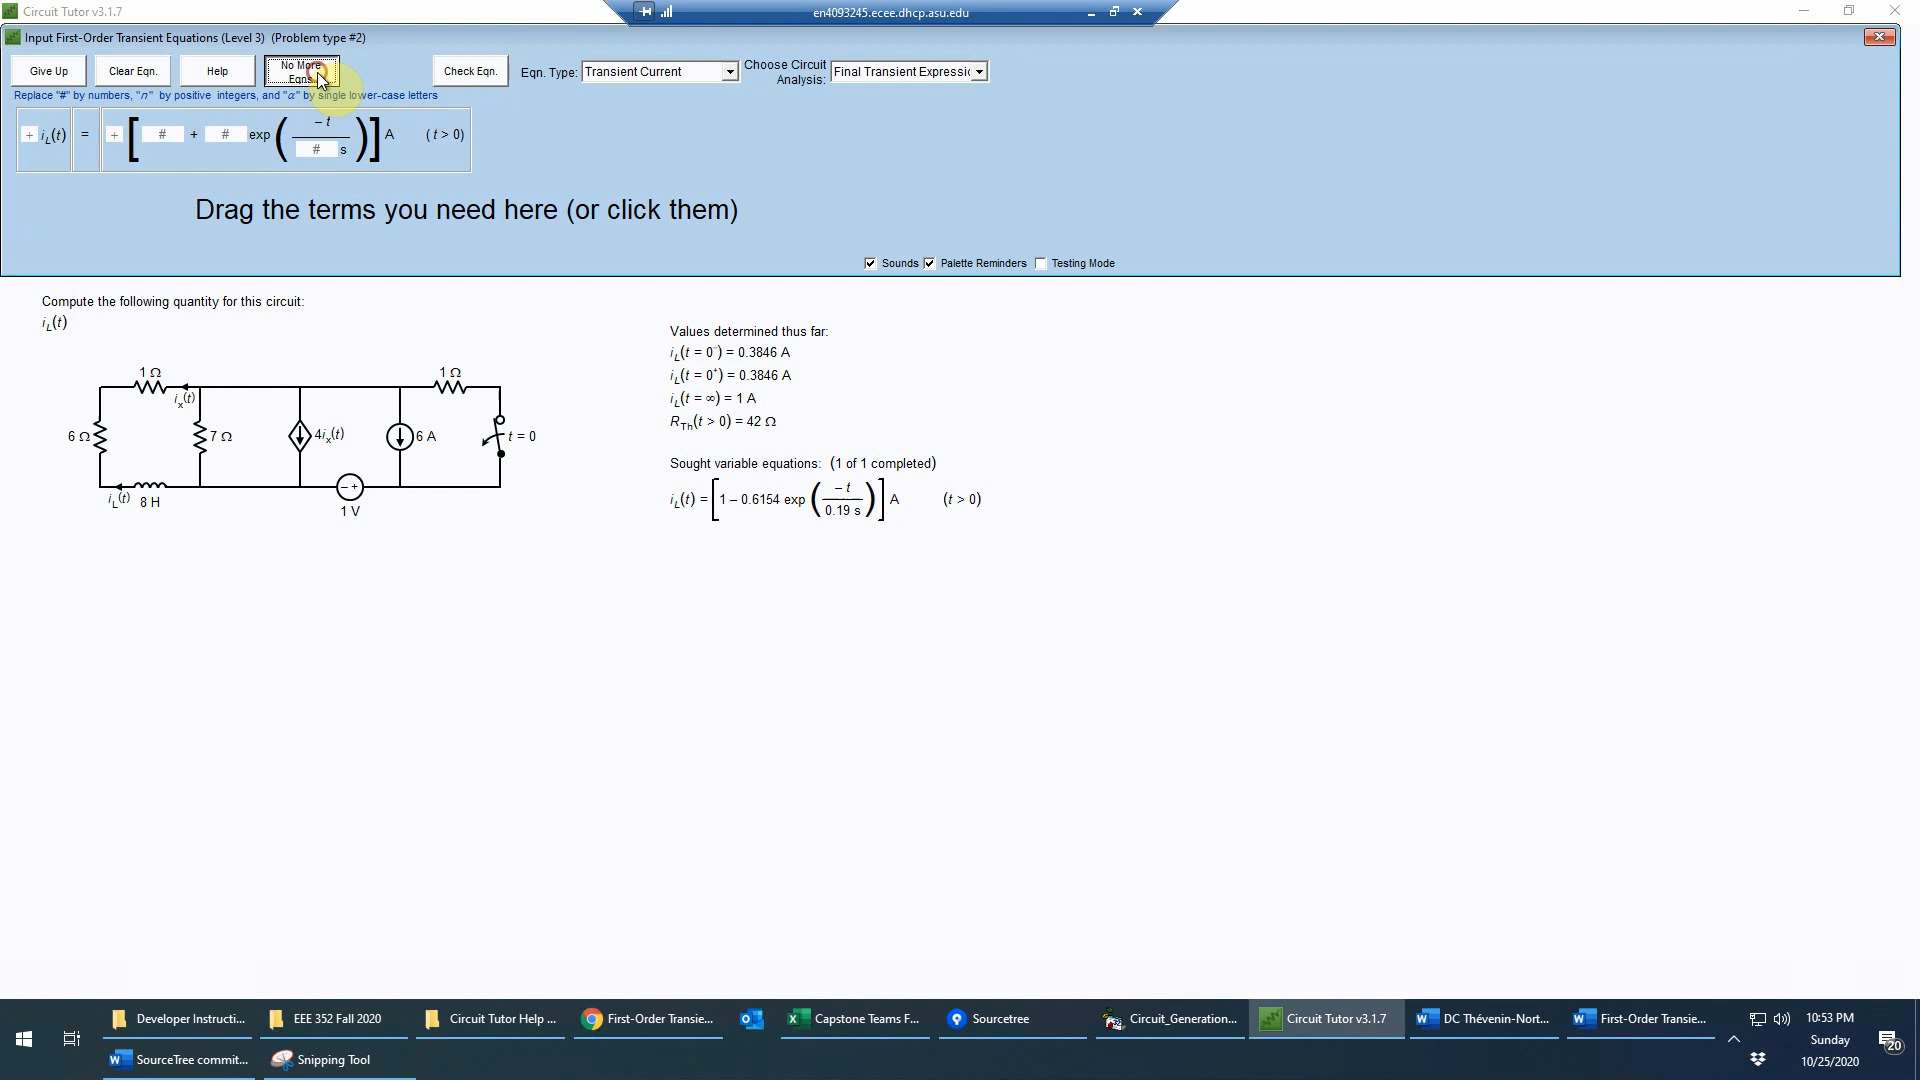 Circuit Tutor v3.1.7
en4093245.ecee.dhcp.asu.edu
Input First-Order Transient Equations (Level 3) (Problem type #2)
Give Up
Clear Eqn.
Help
No More Eqns.
Check Eqn.
Eqn. Type:
Transient Current
Choose Circuit Analysis:
Final Transient Expressic
Replace "#" by numbers, "n" by positive integers, and "α" by single lower-case letters
+ iL(t) = + [ # + # exp ( – t / # s ) ] A ( t > 0)
Drag the terms you need here (or click them)
Sounds
Palette Reminders
Testing Mode
Compute the following quantity for this circuit:
iL(t)
Values determined thus far:
iL(t = 0⁻) = 0.3846 A
iL(t = 0⁺) = 0.3846 A
iL(t = ∞) = 1 A
RTh(t > 0) = 42 Ω
Sought variable equations: (1 of 1 completed)
iL(t) = [ 1 – 0.6154 exp ( – t / 0.19 s ) ] A (t > 0)
1 Ω
1 Ω
ix(t)
6 Ω
7 Ω
4ix(t)
6 A
t = 0
– +
iL(t)
8 H
1 V
Developer Instructi...
EEE 352 Fall 2020
Circuit Tutor Help ...
First-Order Transie...
Capstone Teams F...
Sourcetree
Circuit_Generation...
Circuit Tutor v3.1.7
DC Thévenin-Nort...
First-Order Transie...
SourceTree commit...
Snipping Tool
10:53 PM
Sunday
10/25/2020
20